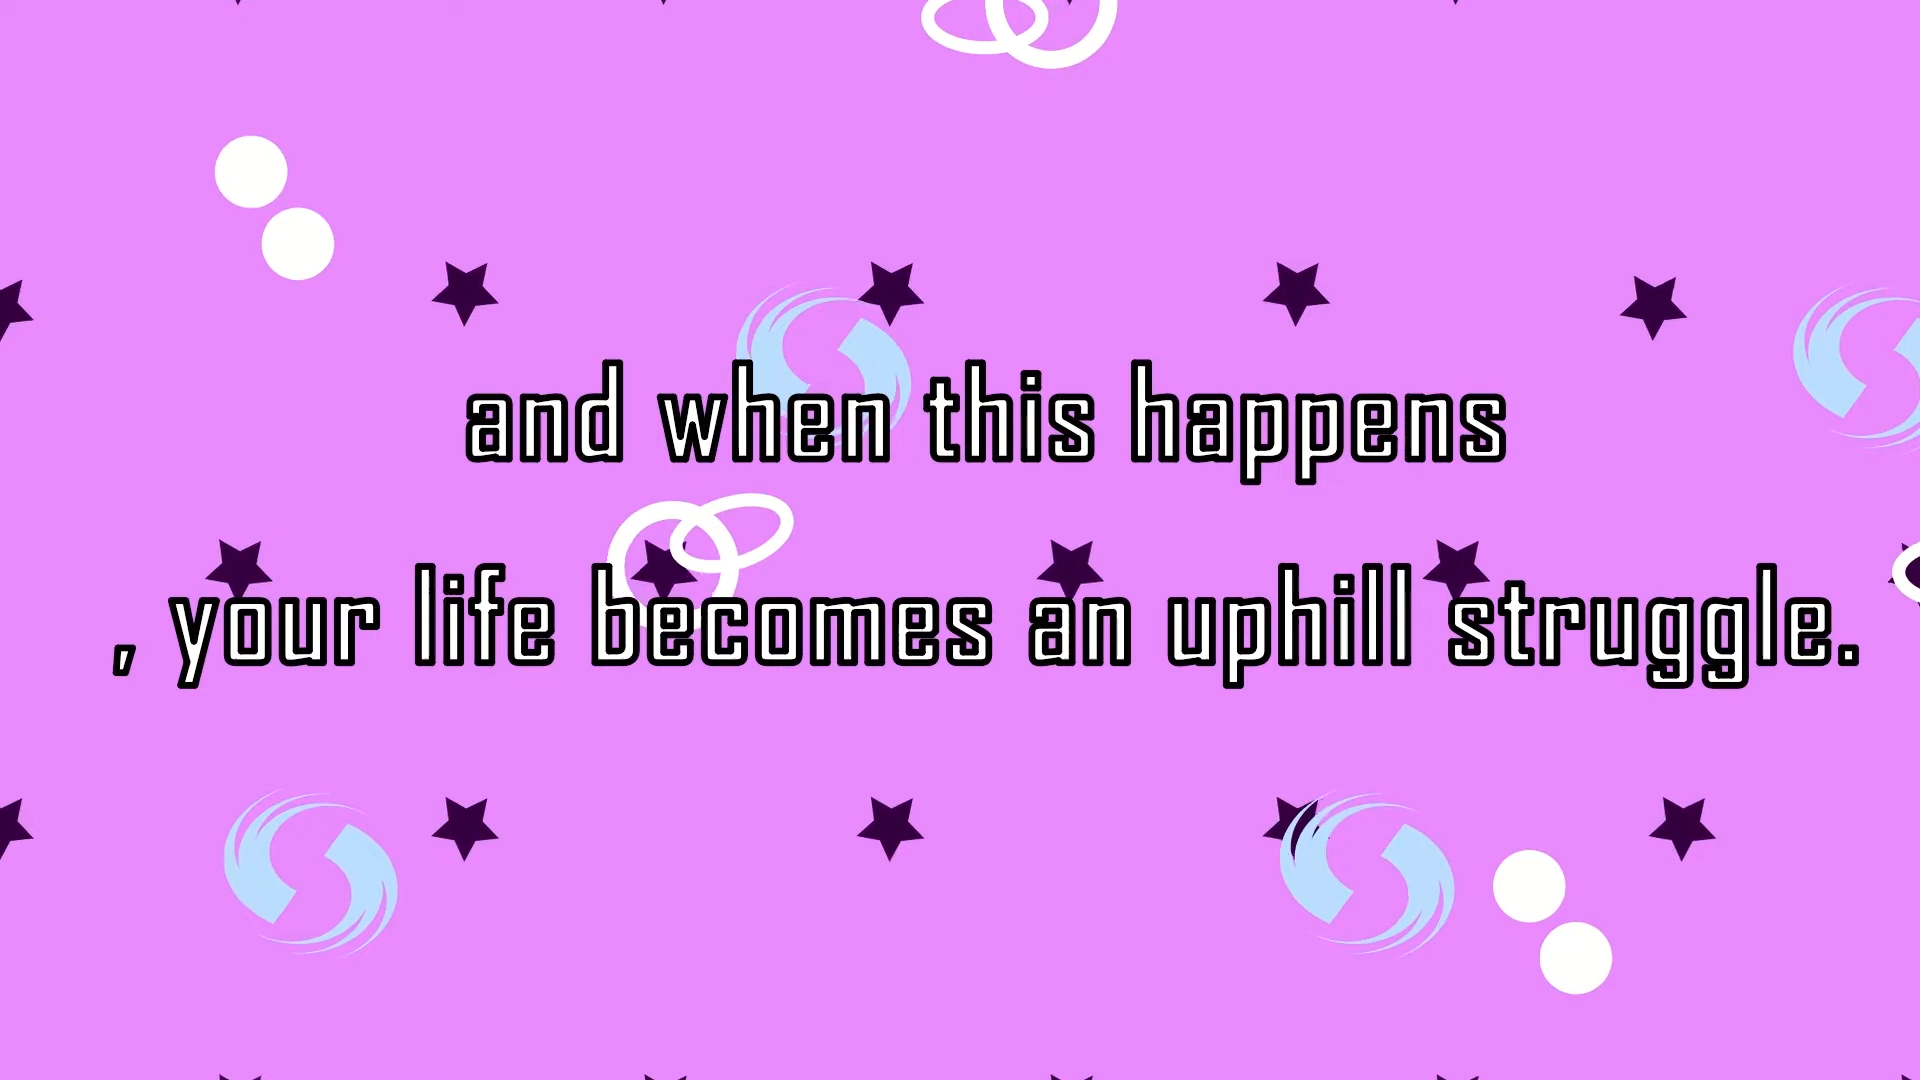 and when this happens
, your life becomes an uphill struggle.